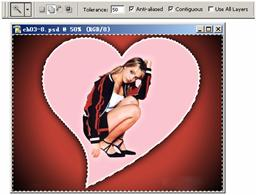 Tolerance: 50 Anti-aliased Contiguous Use All Layers
ch03-8.psd @ 50% (RGB/8)